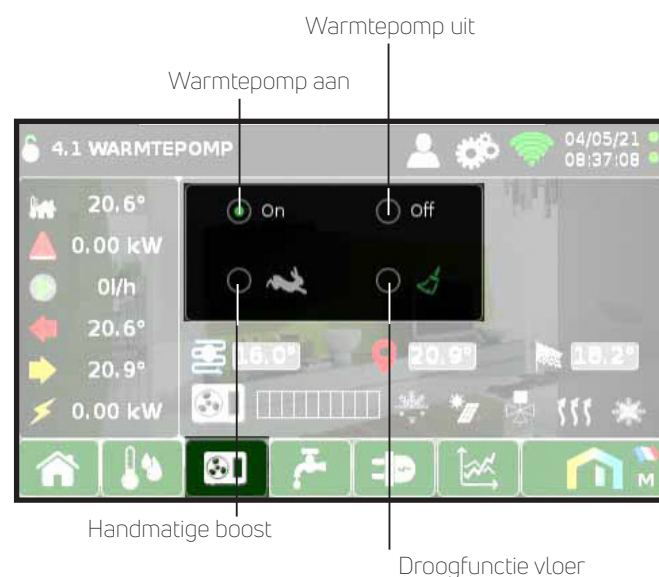 Warmtepomp uit
Warmtepomp aan
4.1 WARMTEPOMP
04/05/21
08:37:08
20.6°
On
Off
0.00 kW
0l/h
20.6°
16.0°
20.9°
18.2°
20.9°
0.00 kW
M
Handmatige boost
Droogfunctie vloer